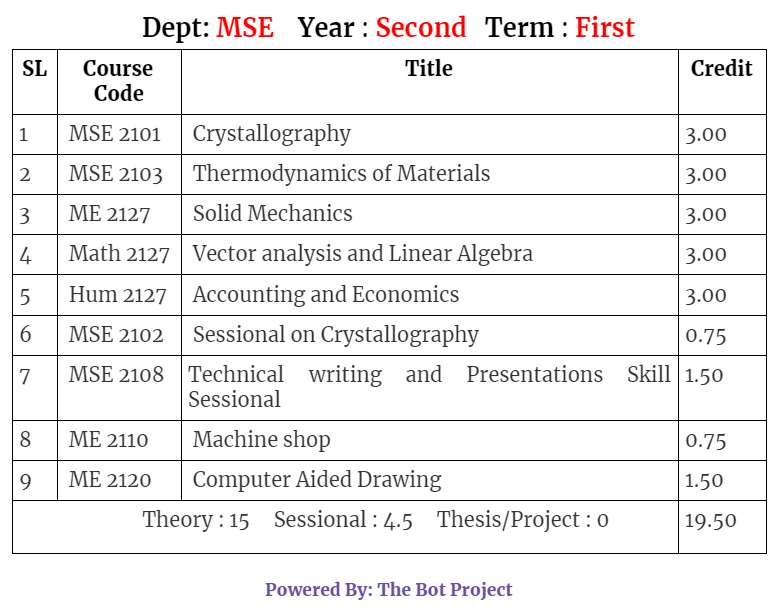 Dept: MSE Year : Second Term : First
SL Course Code Title Credit
1 MSE 2101 Crystallography 3.00
2 MSE 2103 Thermodynamics of Materials 3.00
3 ME 2127 Solid Mechanics 3.00
4 Math 2127 Vector analysis and Linear Algebra 3.00
5 Hum 2127 Accounting and Economics 3.00
6 MSE 2102 Sessional on Crystallography 0.75
7 MSE 2108 Technical writing and Presentations Skill 1.50
Sessional
8 ME 2110 Machine shop 0.75
9 ME 2120 Computer Aided Drawing 1.50
Theory : 15 Sessional : 4.5 Thesis/Project : 0 19.50
Powered By: The Bot Project